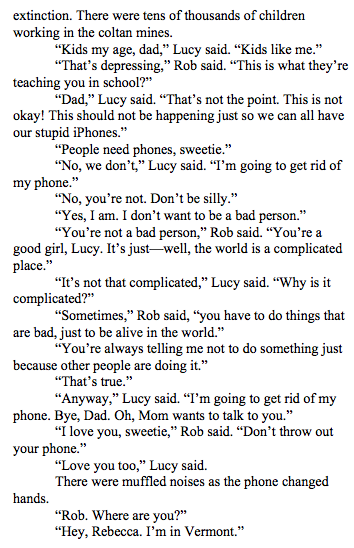 extinction. There were tens of thousands of children
working in the coltan mines.
“Kids my age, dad,” Lucy said. “Kids like me.”
“That’s depressing,” Rob said. “This is what they’re
teaching you in school?”
“Dad,” Lucy said. “That’s not the point. This is not
okay! This should not be happening just so we can all have
our stupid iPhones.”
“People need phones, sweetie.”
“No, we don’t,” Lucy said. “I’m going to get rid of
my phone.”
“No, you’re not. Don’t be silly.”
“Yes, I am. I don’t want to be a bad person.”
“You’re not a bad person,” Rob said. “You’re a
good girl, Lucy. It’s just—well, the world is a complicated
place.”
“It’s not that complicated,” Lucy said. “Why is it
complicated?”
“Sometimes,” Rob said, “you have to do things that
are bad, just to be alive in the world.”
“You’re always telling me not to do something just
because other people are doing it.”
“That’s true.”
“Anyway,” Lucy said. “I’m going to get rid of my
phone. Bye, Dad. Oh, Mom wants to talk to you.”
“I love you, sweetie,” Rob said. “Don’t throw out
your phone.”
“Love you too,” Lucy said.
There were muffled noises as the phone changed
hands.
“Rob. Where are you?”
“Hey, Rebecca. I’m in Vermont.”